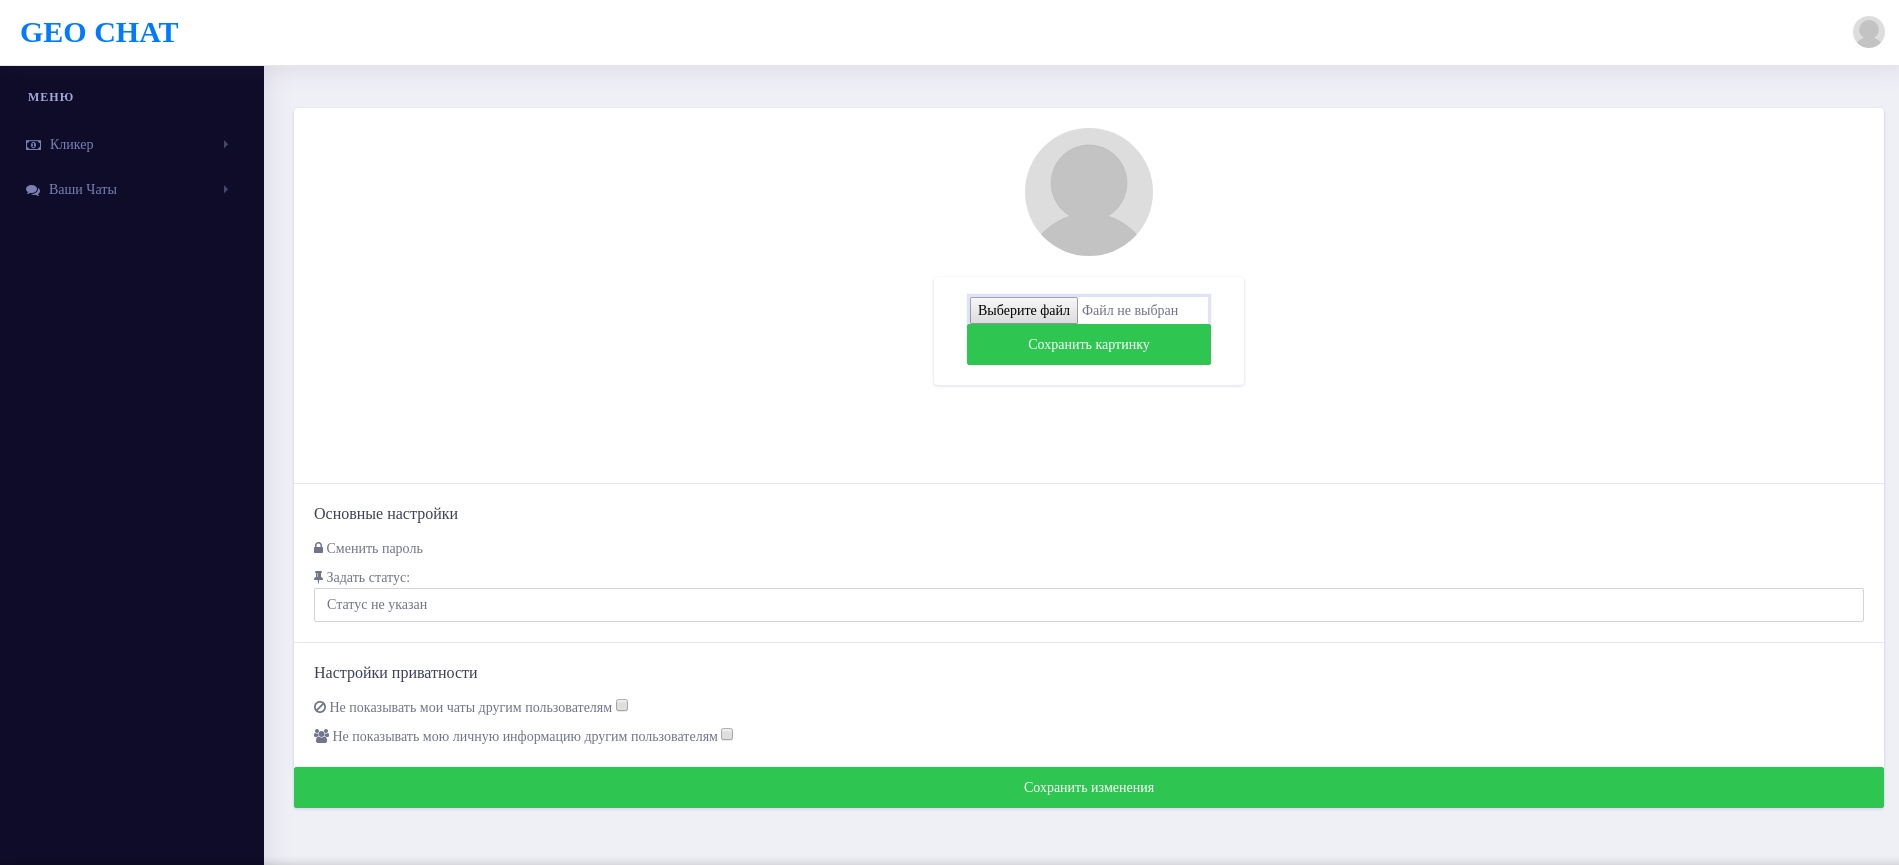 GEO CHAT
МЕНЮ
Кликер
Ваши Чаты
Выберите файл Файл не выбран
Сохранить картинку
Основные настройки
Сменить пароль
Задать статус:
Статус не указан
Настройки приватности
Не показывать мои чаты другим пользователям
Не показывать мою личную информацию другим пользователям
Сохранить изменения